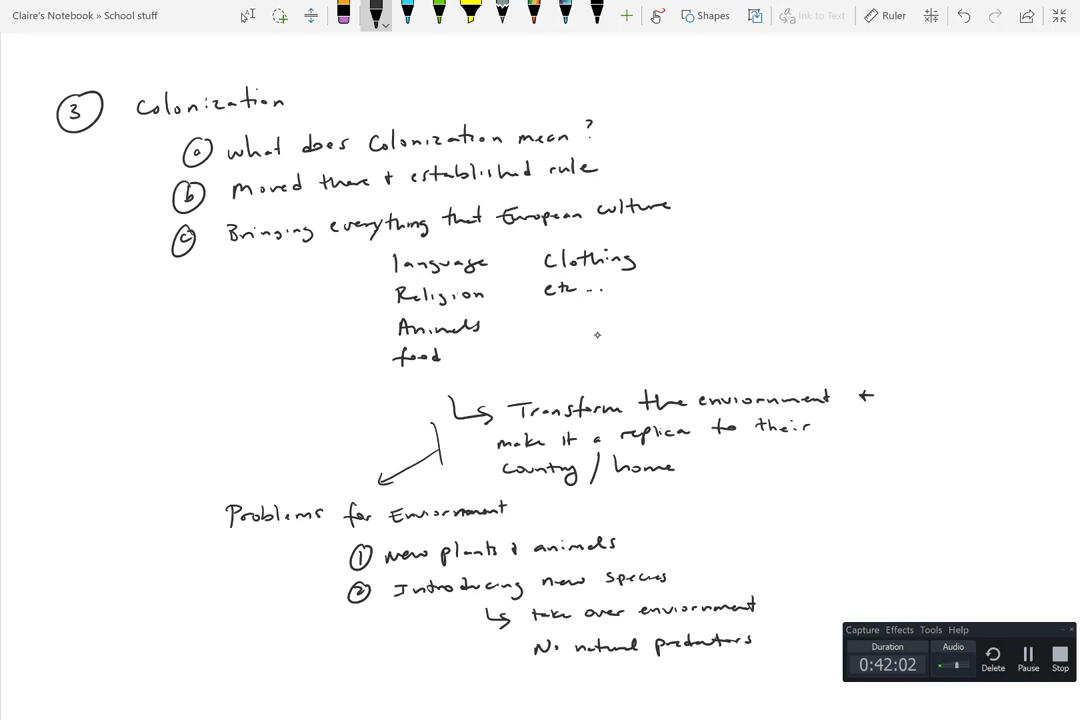 Claire's Notebook » School stuff
Shapes
Ink to Text
Ruler
3 Colonization
a What does Colonization mean?
b Moved there + established rule
c Bringing everything that European culture
language clothing
Religion etc...
Animals
food
↳ Transform the enviornment +
make it a replica to their
country / home
Problems for Enviornment
1 New plants & animals
2 Introducing new species
↳ take over enviornment
No natural predators
Capture Effects Tools Help
Duration Audio
0:42:02 Delete Pause Stop